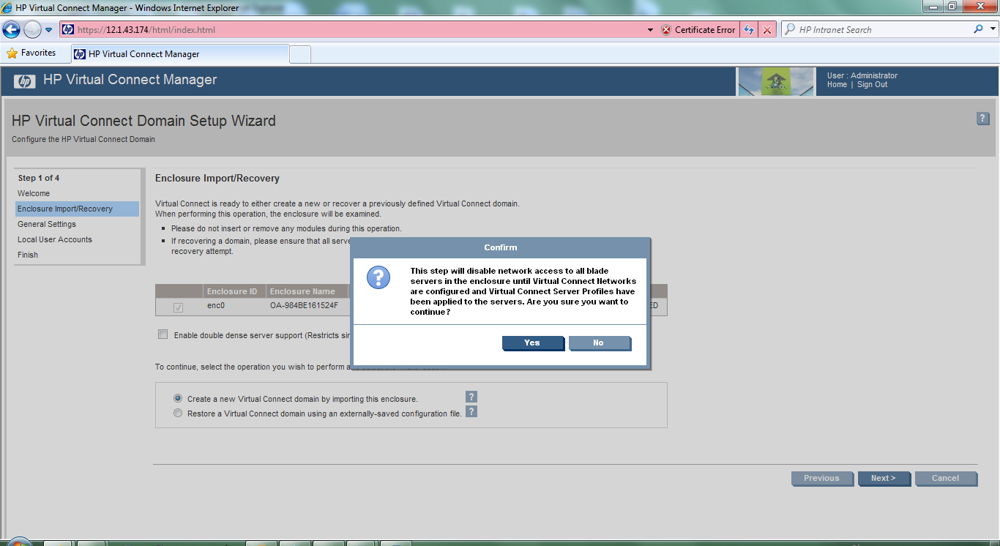 HP Virtual Connect Manager - Windows Internet Explorer
https://12.1.43.174/html/index.html
Certificate Error
HP Intranet Search
Favorites
HP Virtual Connect Manager
hp
HP Virtual Connect Manager
User : Administrator
Home | Sign Out
HP Virtual Connect Domain Setup Wizard
?
Configure the HP Virtual Connect Domain
Step 1 of 4
Welcome
Enclosure Import/Recovery
General Settings
Local User Accounts
Finish
Enclosure Import/Recovery
Virtual Connect is ready to either create a new or recover a previously defined Virtual Connect domain.
When performing this operation, the enclosure will be examined.
Please do not insert or remove any modules during this operation.
If recovering a domain, please ensure that all serve
recovery attempt.
Enclosure ID Enclosure Name
enc0 OA-984BE161524F ED
Enable double dense server support (Restricts sin
To continue, select the operation you wish to perform
Confirm
?
This step will disable network access to all blade
servers in the enclosure until Virtual Connect Networks
are configured and Virtual Connect Server Profiles have
been applied to the servers. Are you sure you want to
continue?
Yes No
Create a new Virtual Connect domain by importing this enclosure. ?
Restore a Virtual Connect domain using an externally-saved configuration file. ?
Previous Next > Cancel